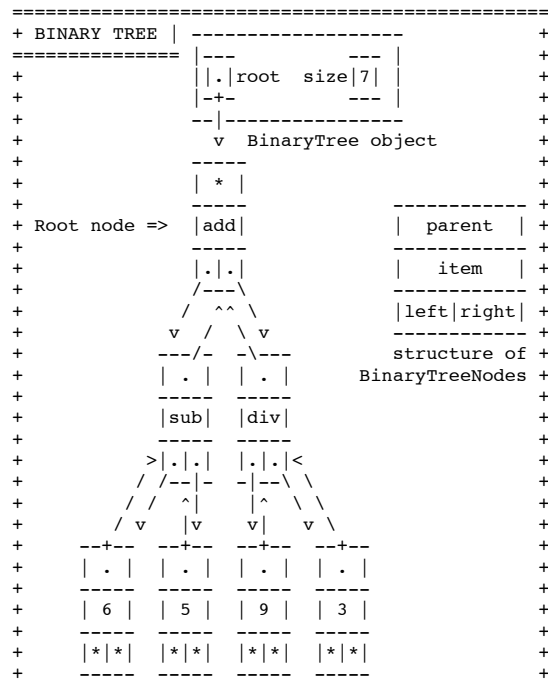 =================================================
+ BINARY TREE | ------------------- +
=============== |--- --- | +
+ ||.|root size|7| | +
+ |-+- --- | +
+ --|---------------- +
+ v BinaryTree object +
+ ----- +
+ | * | +
+ ----- ------------ +
+ Root node => |add| | parent | +
+ ----- ------------ +
+ |.|.| | item | +
+ /---\ ------------ +
+ / ^^ \ |left|right| +
+ v / \ v ------------ +
+ ---/- -\--- structure of +
+ | . | | . | BinaryTreeNodes +
+ ----- ----- +
+ |sub| |div| +
+ ----- ----- +
+ >|.|.| |.|.|< +
+ / /--|- -|--\ \ +
+ / / ^| |^ \ \ +
+ / v |v v| v \ +
+ --+-- --+-- --+-- --+-- +
+ | . | | . | | . | | . | +
+ ----- ----- ----- ----- +
+ | 6 | | 5 | | 9 | | 3 | +
+ ----- ----- ----- ----- +
+ |*|*| |*|*| |*|*| |*|*| +
+ ----- ----- ----- ----- +